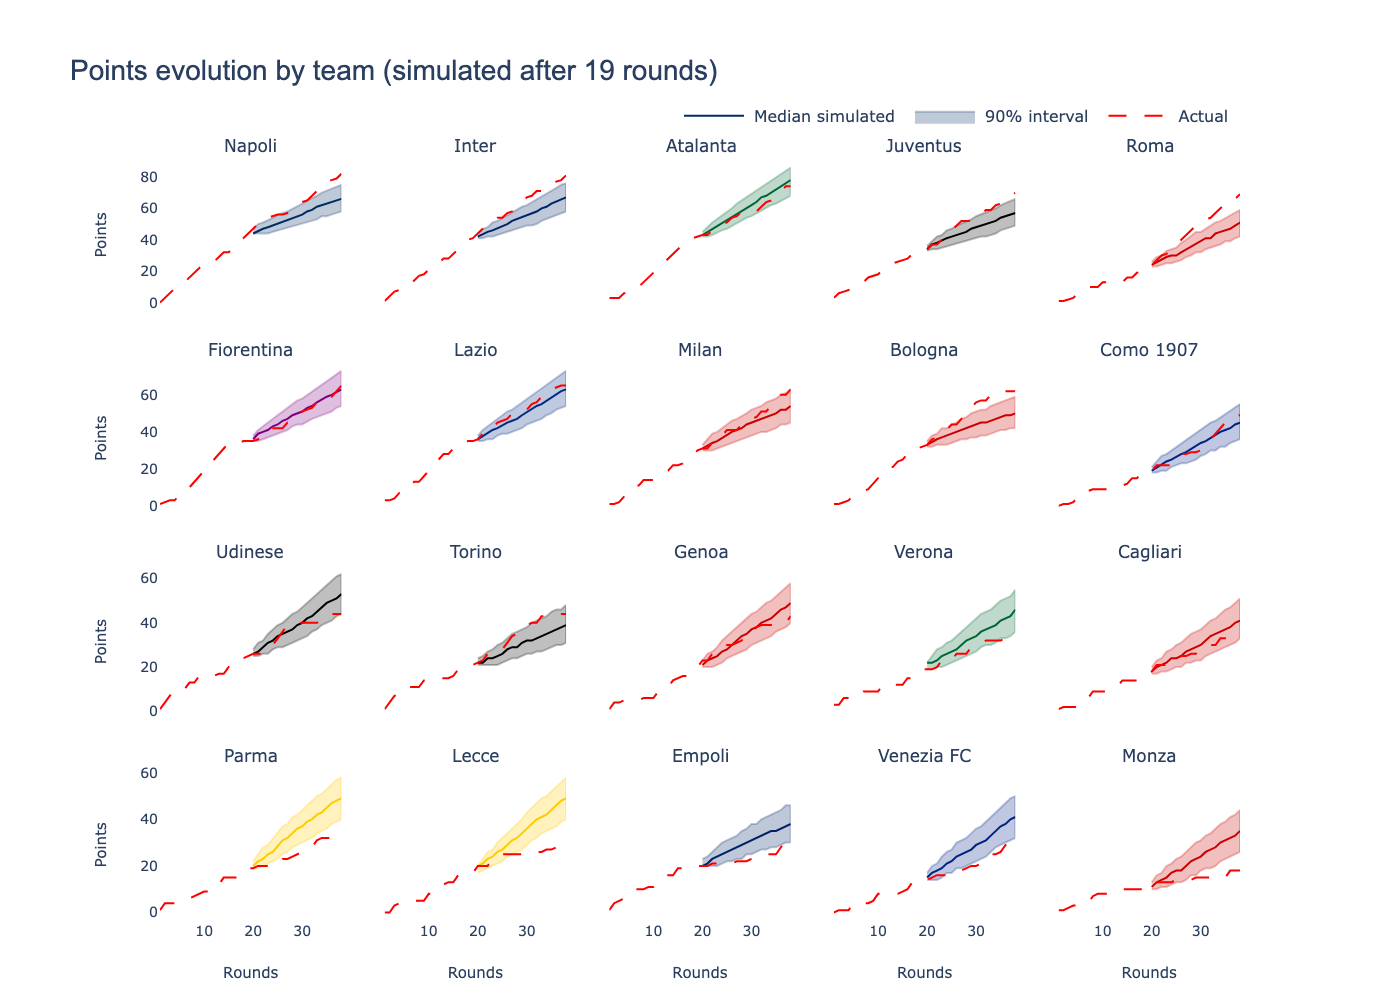 Points evolution by team (simulated after 19 rounds)
Median simulated 90% interval Actual
Napoli Inter Atalanta Juventus Roma
80
60
40
20
0
Points
Fiorentina Lazio Milan Bologna Como 1907
60
40
20
0
Points
Udinese Torino Genoa Verona Cagliari
60
40
20
0
Points
Parma Lecce Empoli Venezia FC Monza
60
40
20
0
Points
10 20 30 10 20 30 10 20 30 10 20 30 10 20 30
Rounds Rounds Rounds Rounds Rounds